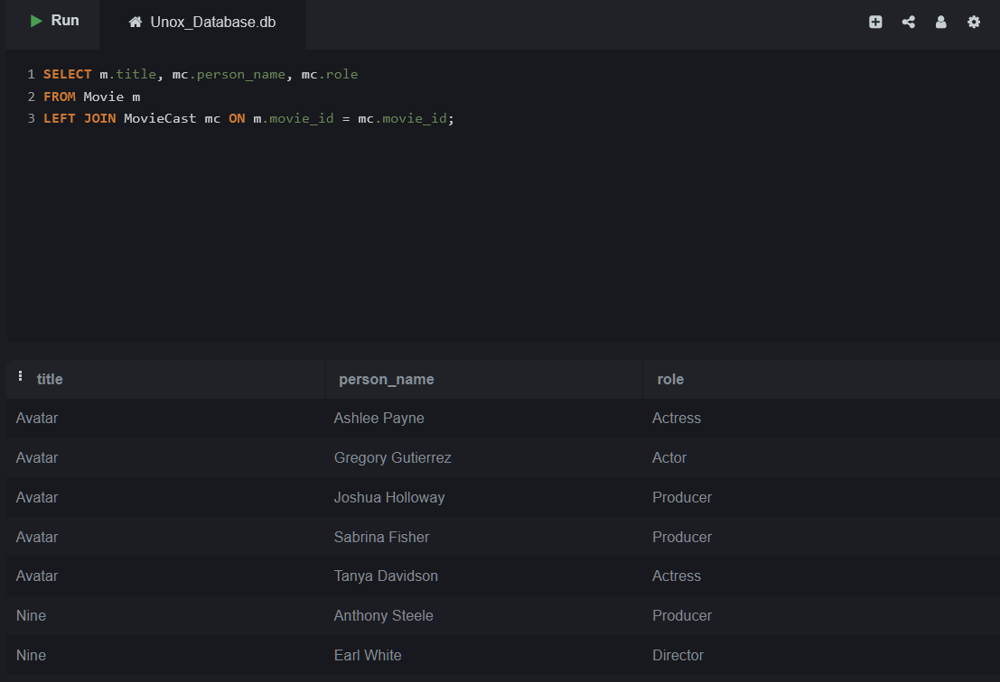 Run Unox_Database.db
1 SELECT m.title, mc.person_name, mc.role
2 FROM Movie m
3 LEFT JOIN MovieCast mc ON m.movie_id = mc.movie_id;
title person_name role
Avatar Ashlee Payne Actress
Avatar Gregory Gutierrez Actor
Avatar Joshua Holloway Producer
Avatar Sabrina Fisher Producer
Avatar Tanya Davidson Actress
Nine Anthony Steele Producer
Nine Earl White Director